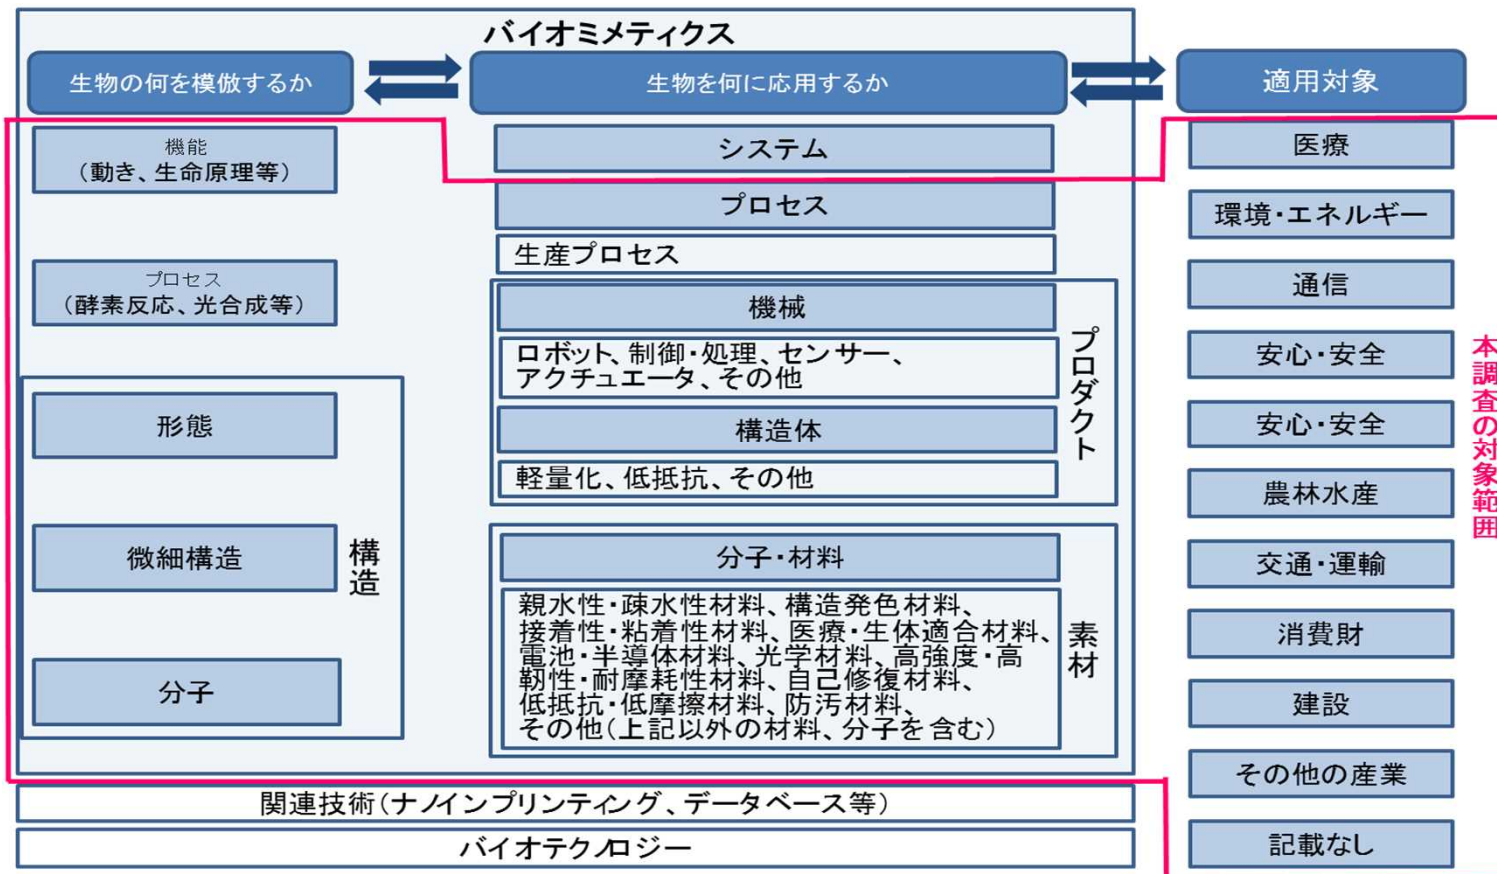 バイオミメティクス
生物の何を模倣するか
生物を何に応用するか
適用対象
機能
（動き、生命原理等）
プロセス
（酵素反応、光合成等）
形態
微細構造
分子
構造
システム
プロセス
生産プロセス
機械
ロボット、制御・処理、センサー、
アクチュエータ、その他
構造体
軽量化、低抵抗、その他
プロダクト
分子・材料
親水性・疎水性材料、構造発色材料、
接着性・粘着性材料、医療・生体適合材料、
電池・半導体材料、光学材料、高強度・高
靭性・耐摩耗性材料、自己修復材料、
低抵抗・低摩擦材料、防汚材料、
その他（上記以外の材料、分子を含む）
素材
医療
環境・エネルギー
通信
安心・安全
安心・安全
農林水産
交通・運輸
消費財
建設
その他の産業
記載なし
本調査の対象範囲
関連技術（ナノインプリンティング、データベース等）
バイオテクノロジー